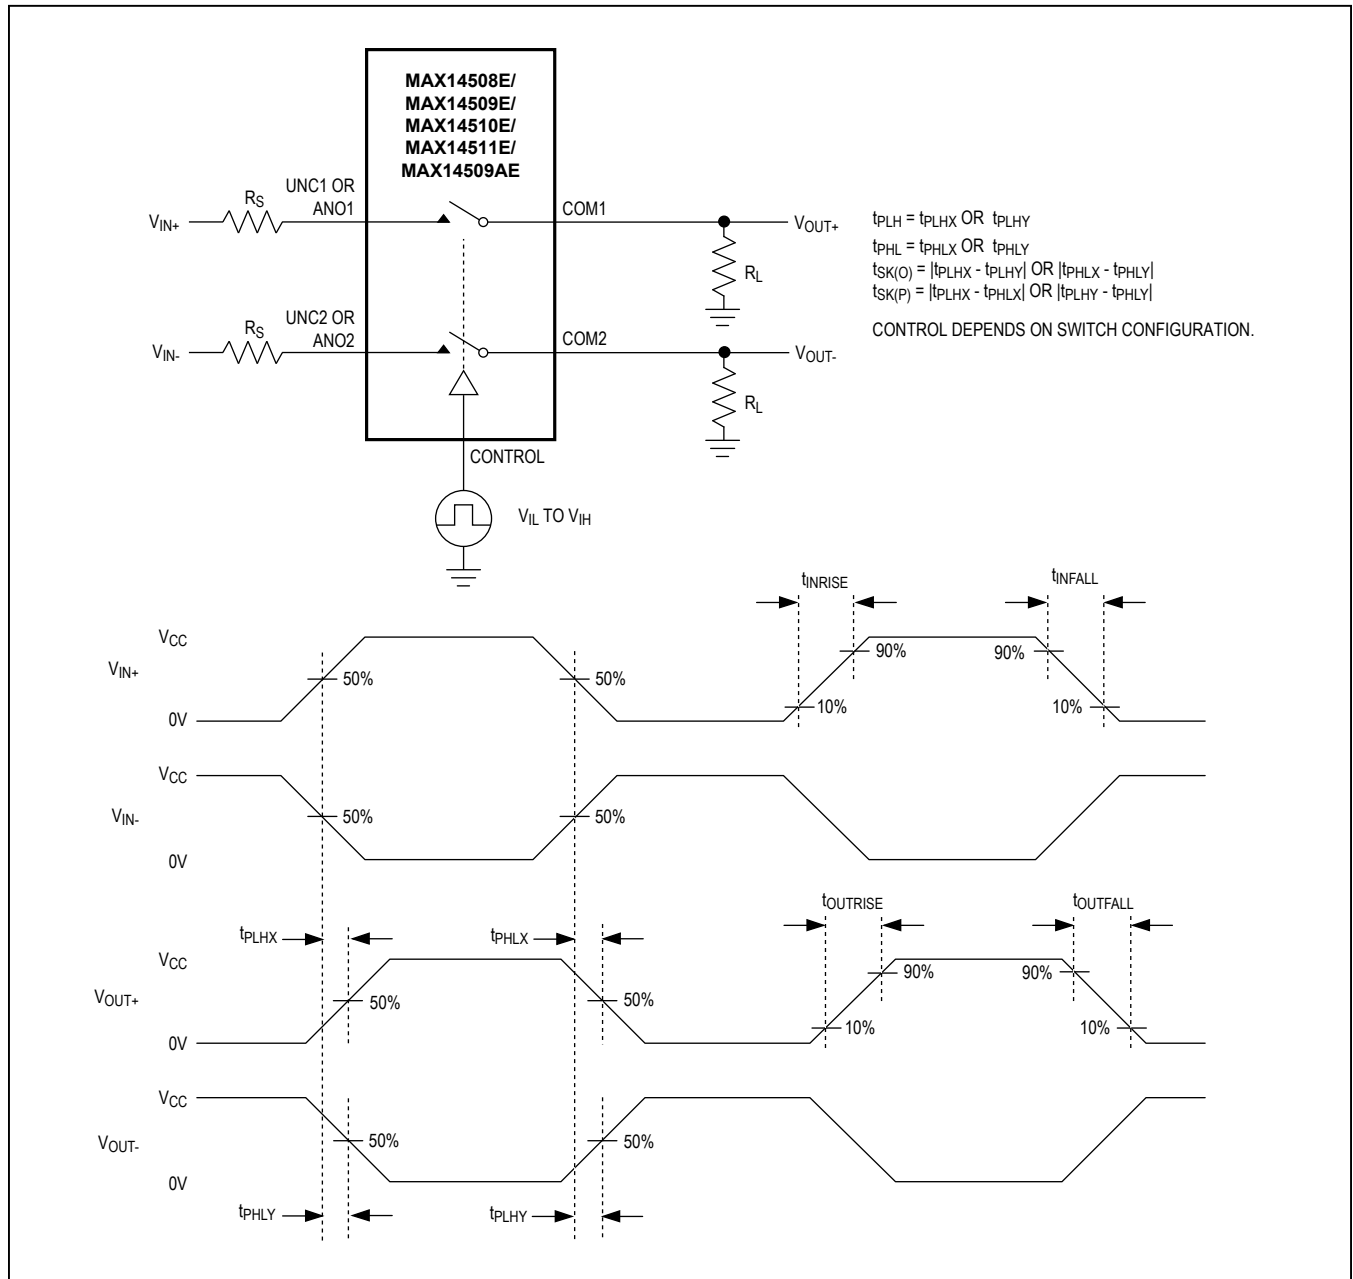 MAX14508E/
MAX14509E/
MAX14510E/
MAX14511E/
MAX14509AE
UNC1 OR
ANO1
RS
VIN+
COM1
VOUT+
RL
tPLH = tPLHX OR tPLHY
tPHL = tPHLX OR tPHLY
tSK(O) = |tPLHX - tPLHY| OR |tPHLX - tPHLY|
tSK(P) = |tPLHX - tPHLX| OR |tPLHY - tPHLY|
CONTROL DEPENDS ON SWITCH CONFIGURATION.
UNC2 OR
ANO2
RS
VIN-
COM2
VOUT-
RL
CONTROL
VIL TO VIH
tINRISE
tINFALL
VCC
VIN+
0V
50%
50%
90%
10%
90%
10%
VCC
VIN-
0V
50%
50%
tOUTRISE
tOUTFALL
tPLHX
tPHLX
VCC
VOUT+
0V
50%
50%
90%
10%
90%
10%
VCC
VOUT-
0V
50%
50%
tPHLY
tPLHY